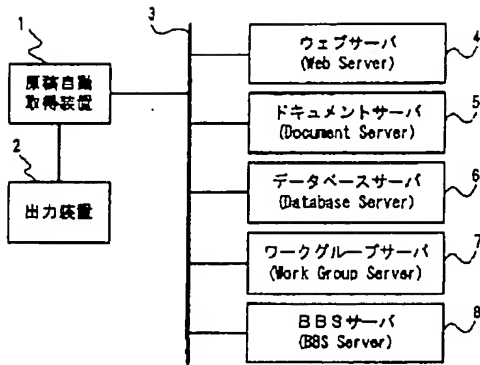 1
原稿自動
取得装置
2
出力装置
3
ウェブサーバ
(Web Server)
4
ドキュメントサーバ
(Document Server)
5
データベースサーバ
(Database Server)
6
ワークグループサーバ
(Work Group Server)
7
BBSサーバ
(BBS Server)
8